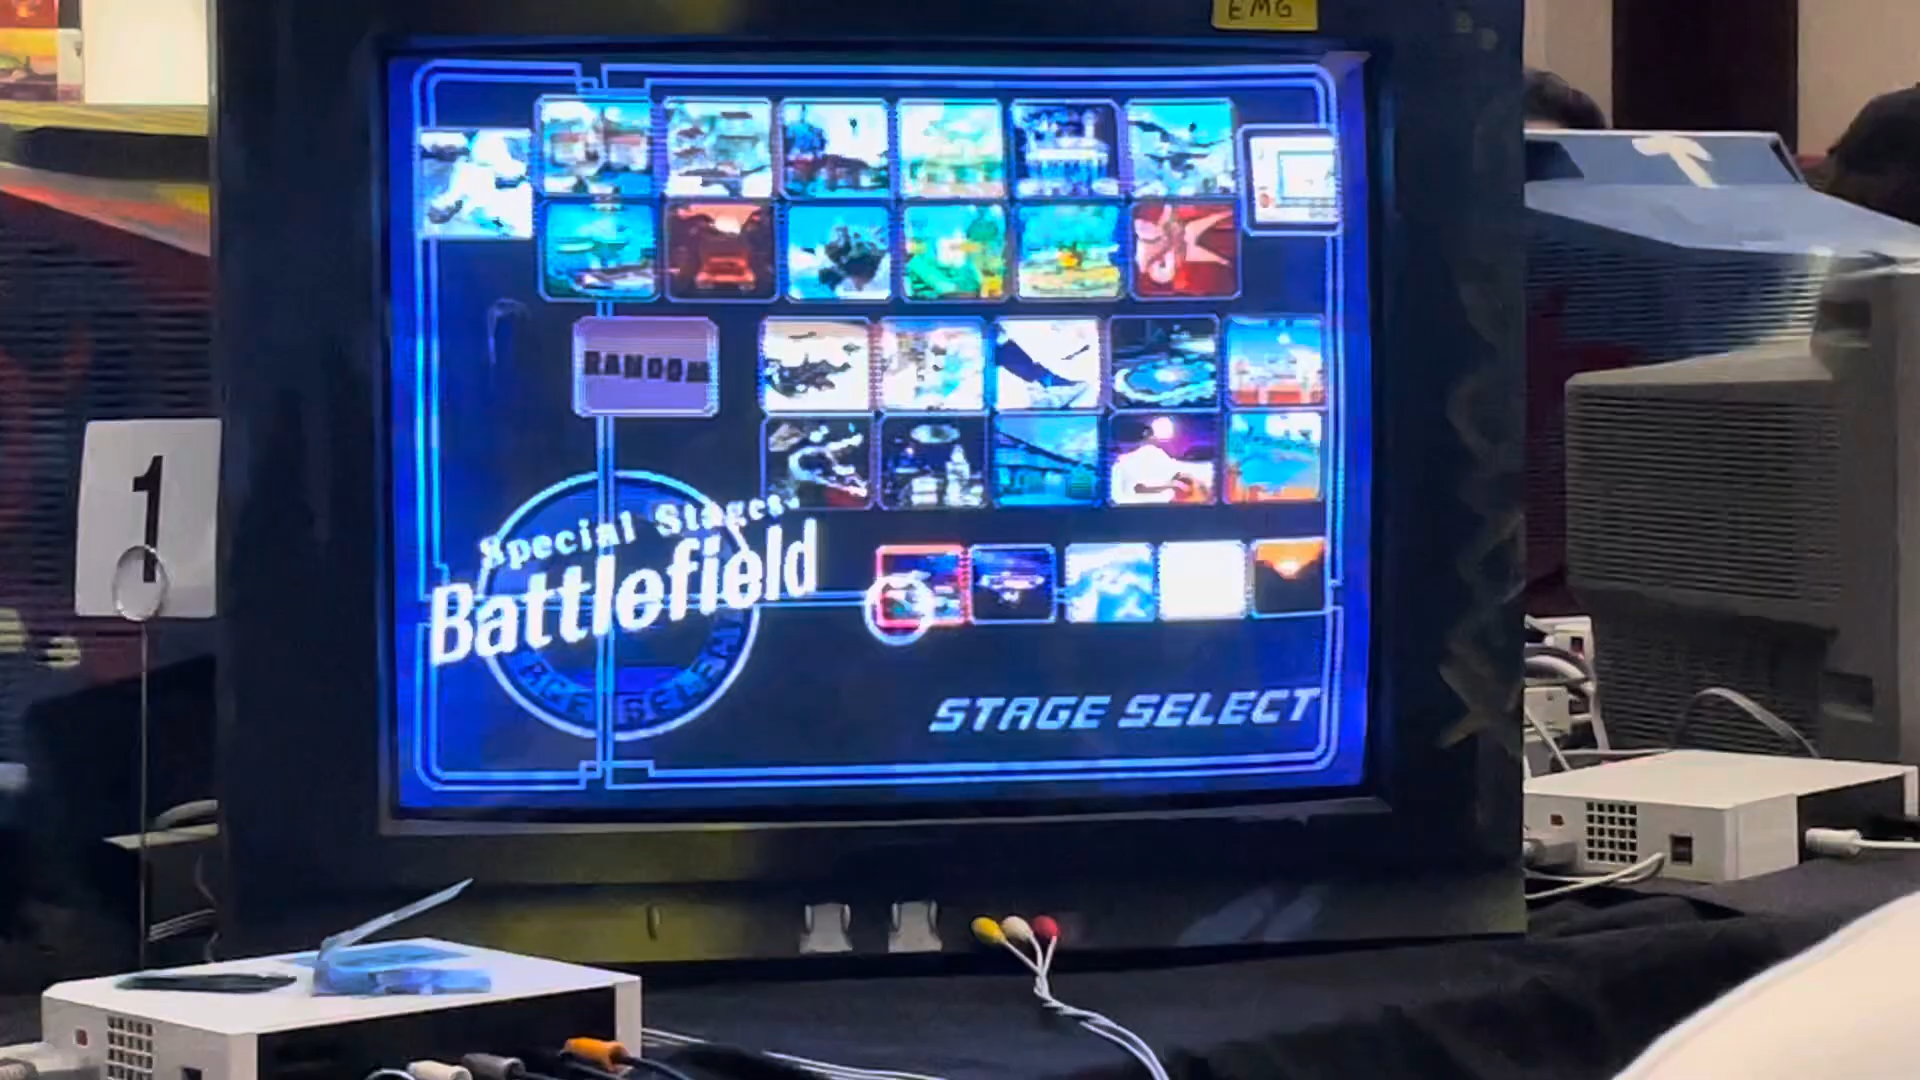 EMG
RANDOM
1
Special Stages
Battlefield
STAGE SELECT